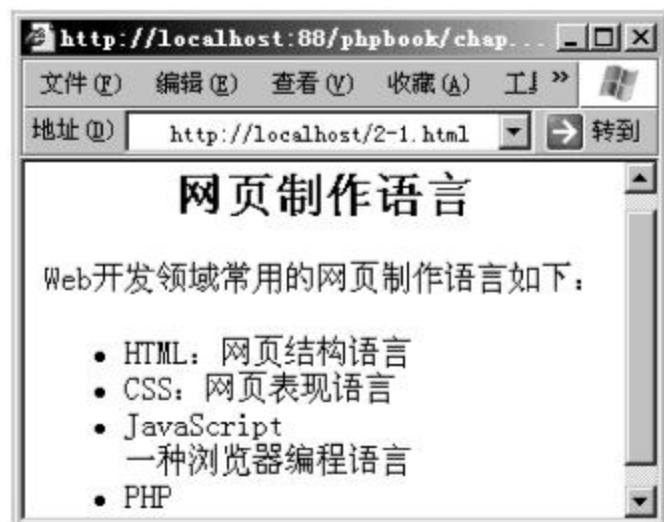 http://localhost:88/phpbook/chap...
文件(F) 编辑(E) 查看(V) 收藏(A) 工具 »
地址(D) http://localhost/2-1.html 转到
网页制作语言
Web开发领域常用的网页制作语言如下：
• HTML：网页结构语言
• CSS：网页表现语言
• JavaScript
一种浏览器编程语言
• PHP